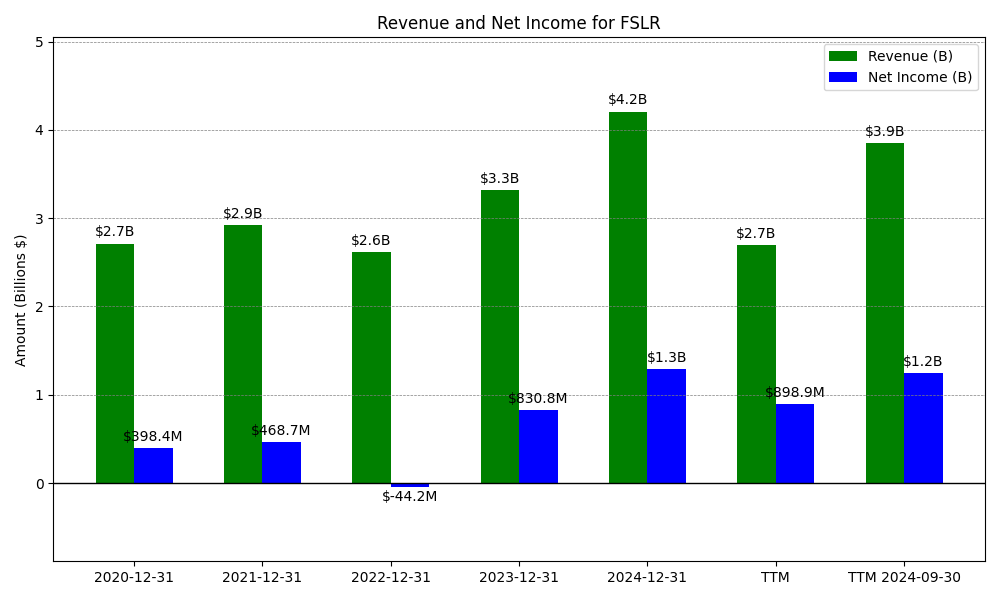 Revenue and Net Income for FSLR
Revenue (B)
Net Income (B)
Amount (Billions $)
5
4
3
2
1
0
$2.7B
$398.4M
$2.9B
$468.7M
$2.6B
$-44.2M
$3.3B
$830.8M
$4.2B
$1.3B
$2.7B
$898.9M
$3.9B
$1.2B
2020-12-31
2021-12-31
2022-12-31
2023-12-31
2024-12-31
TTM
TTM 2024-09-30